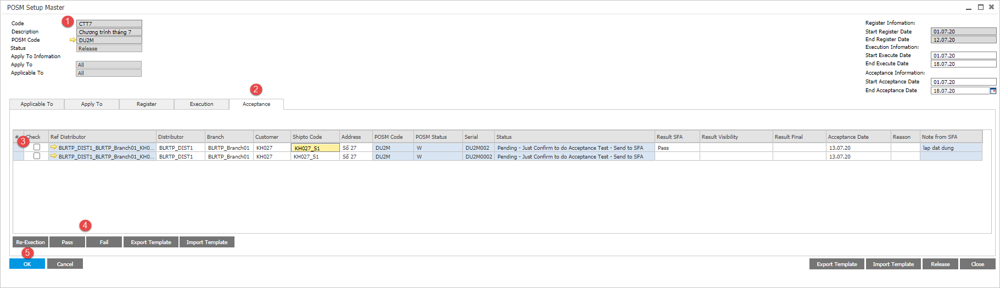 POSM Setup Master
1
Code CTT7
Description Chương trình tháng 7
POSM Code DU2M
Status Release
Apply To Infomation
Apply To All
Applicable To All
Register Infomation:
Start Register Date 01.07.20
End Register Date 12.07.20
Execution Infomation:
Start Execute Date 01.07.20
End Execute Date 18.07.20
Acceptance Information:
Start Acceptance Date 01.07.20
End Acceptance Date 18.07.20
2
Applicable To Apply To Register Execution Acceptance
# Check Ref Distributor Distributor Branch Customer Shipto Code Address POSM Code POSM Status Serial Status Result SFA Result Visibility Result Final Acceptance Date Reason Note from SFA
3
BLRTP_DIST1_BLRTP_Branch01_KH0... BLRTP_DIST1 BLRTP_Branch01 KH027 KH027_S1 Số 27 DU2M W DU2M002 Pending - Just Confirm to do Acceptance Test - Send to SFA Pass 13.07.20 lap dat dung
BLRTP_DIST1_BLRTP_Branch01_KH0... BLRTP_DIST1 BLRTP_Branch01 KH027 KH027_S1 Số 27 DU2M W DU2M0002 Pending - Just Confirm to do Acceptance Test - Send to SFA 13.07.20
4
Re-Exection Pass Fail Export Template Import Template
5
OK Cancel Export Template Import Template Release Close